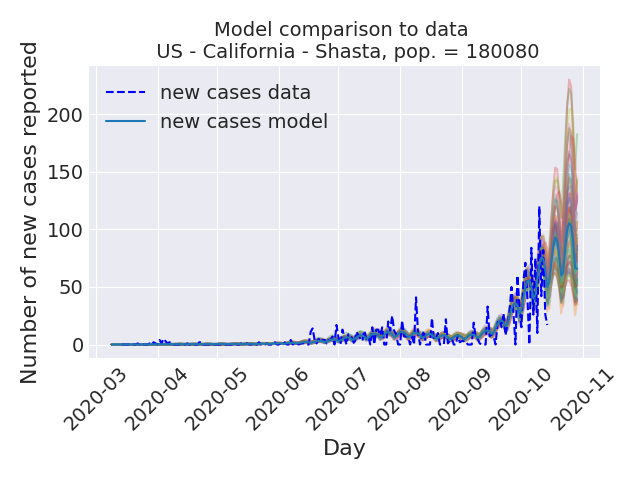 Model comparison to data
US - California - Shasta, pop. = 180080
Number of new cases reported
200
150
100
50
0
new cases data
new cases model
2020-03
2020-04
2020-05
2020-06
2020-07
2020-08
2020-09
2020-10
2020-11
Day